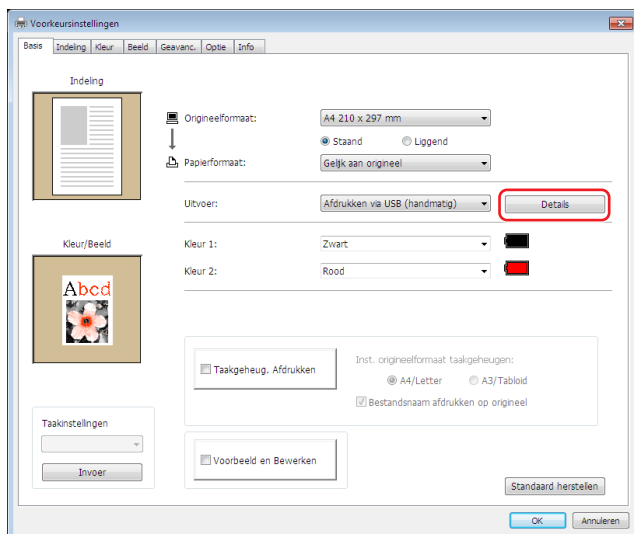 Voorkeursinstellingen
Basis Indeling Kleur Beeld Geavanc. Optie Info
Indeling
Origineelformaat: A4 210 x 297 mm
Staand Liggend
Papierformaat: Gelijk aan origineel
Uitvoer: Afdrukken via USB (handmatig) Details
Kleur/Beeld
Kleur 1: Zwart
Kleur 2: Rood
Abcd
Taakgeheug. Afdrukken
Inst. origineelformaat taakgeheugen:
A4/Letter A3/Tabloid
Bestandsnaam afdrukken op origineel
Taakinstellingen
Invoer
Voorbeeld en Bewerken
Standaard herstellen
OK Annuleren